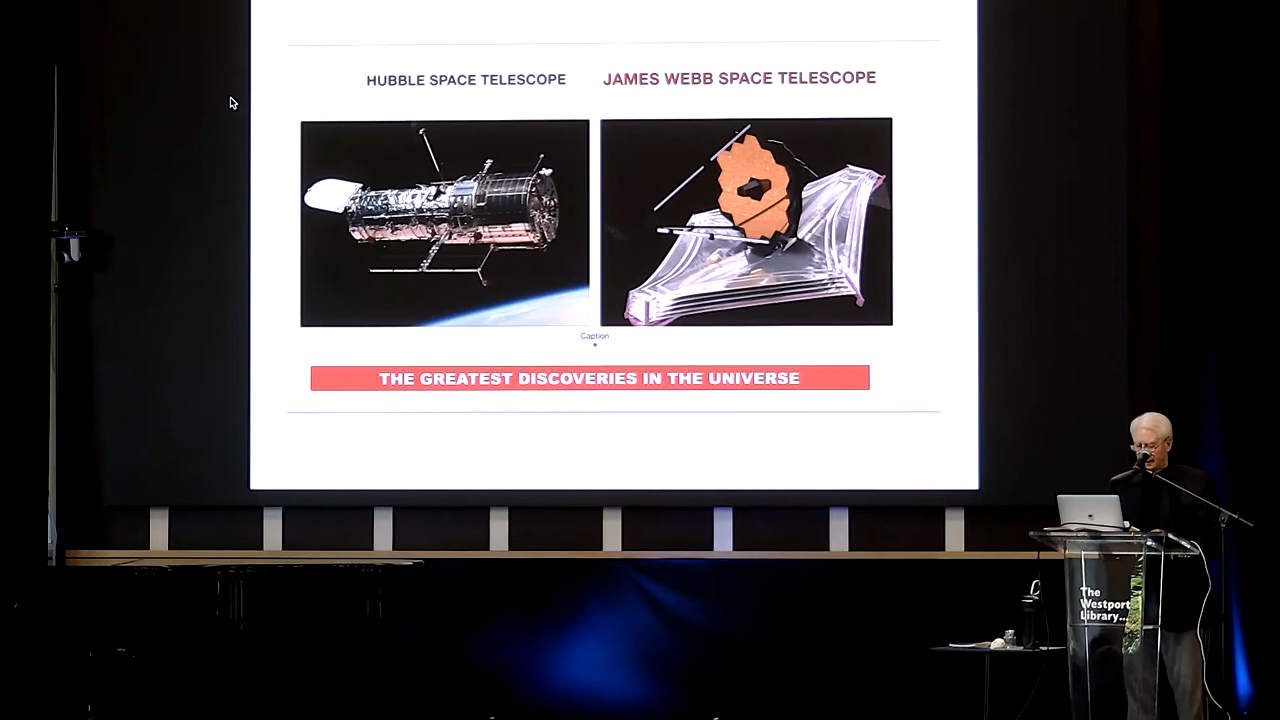 HUBBLE SPACE TELESCOPE
JAMES WEBB SPACE TELESCOPE
Caption
THE GREATEST DISCOVERIES IN THE UNIVERSE
The
Westport
Library...